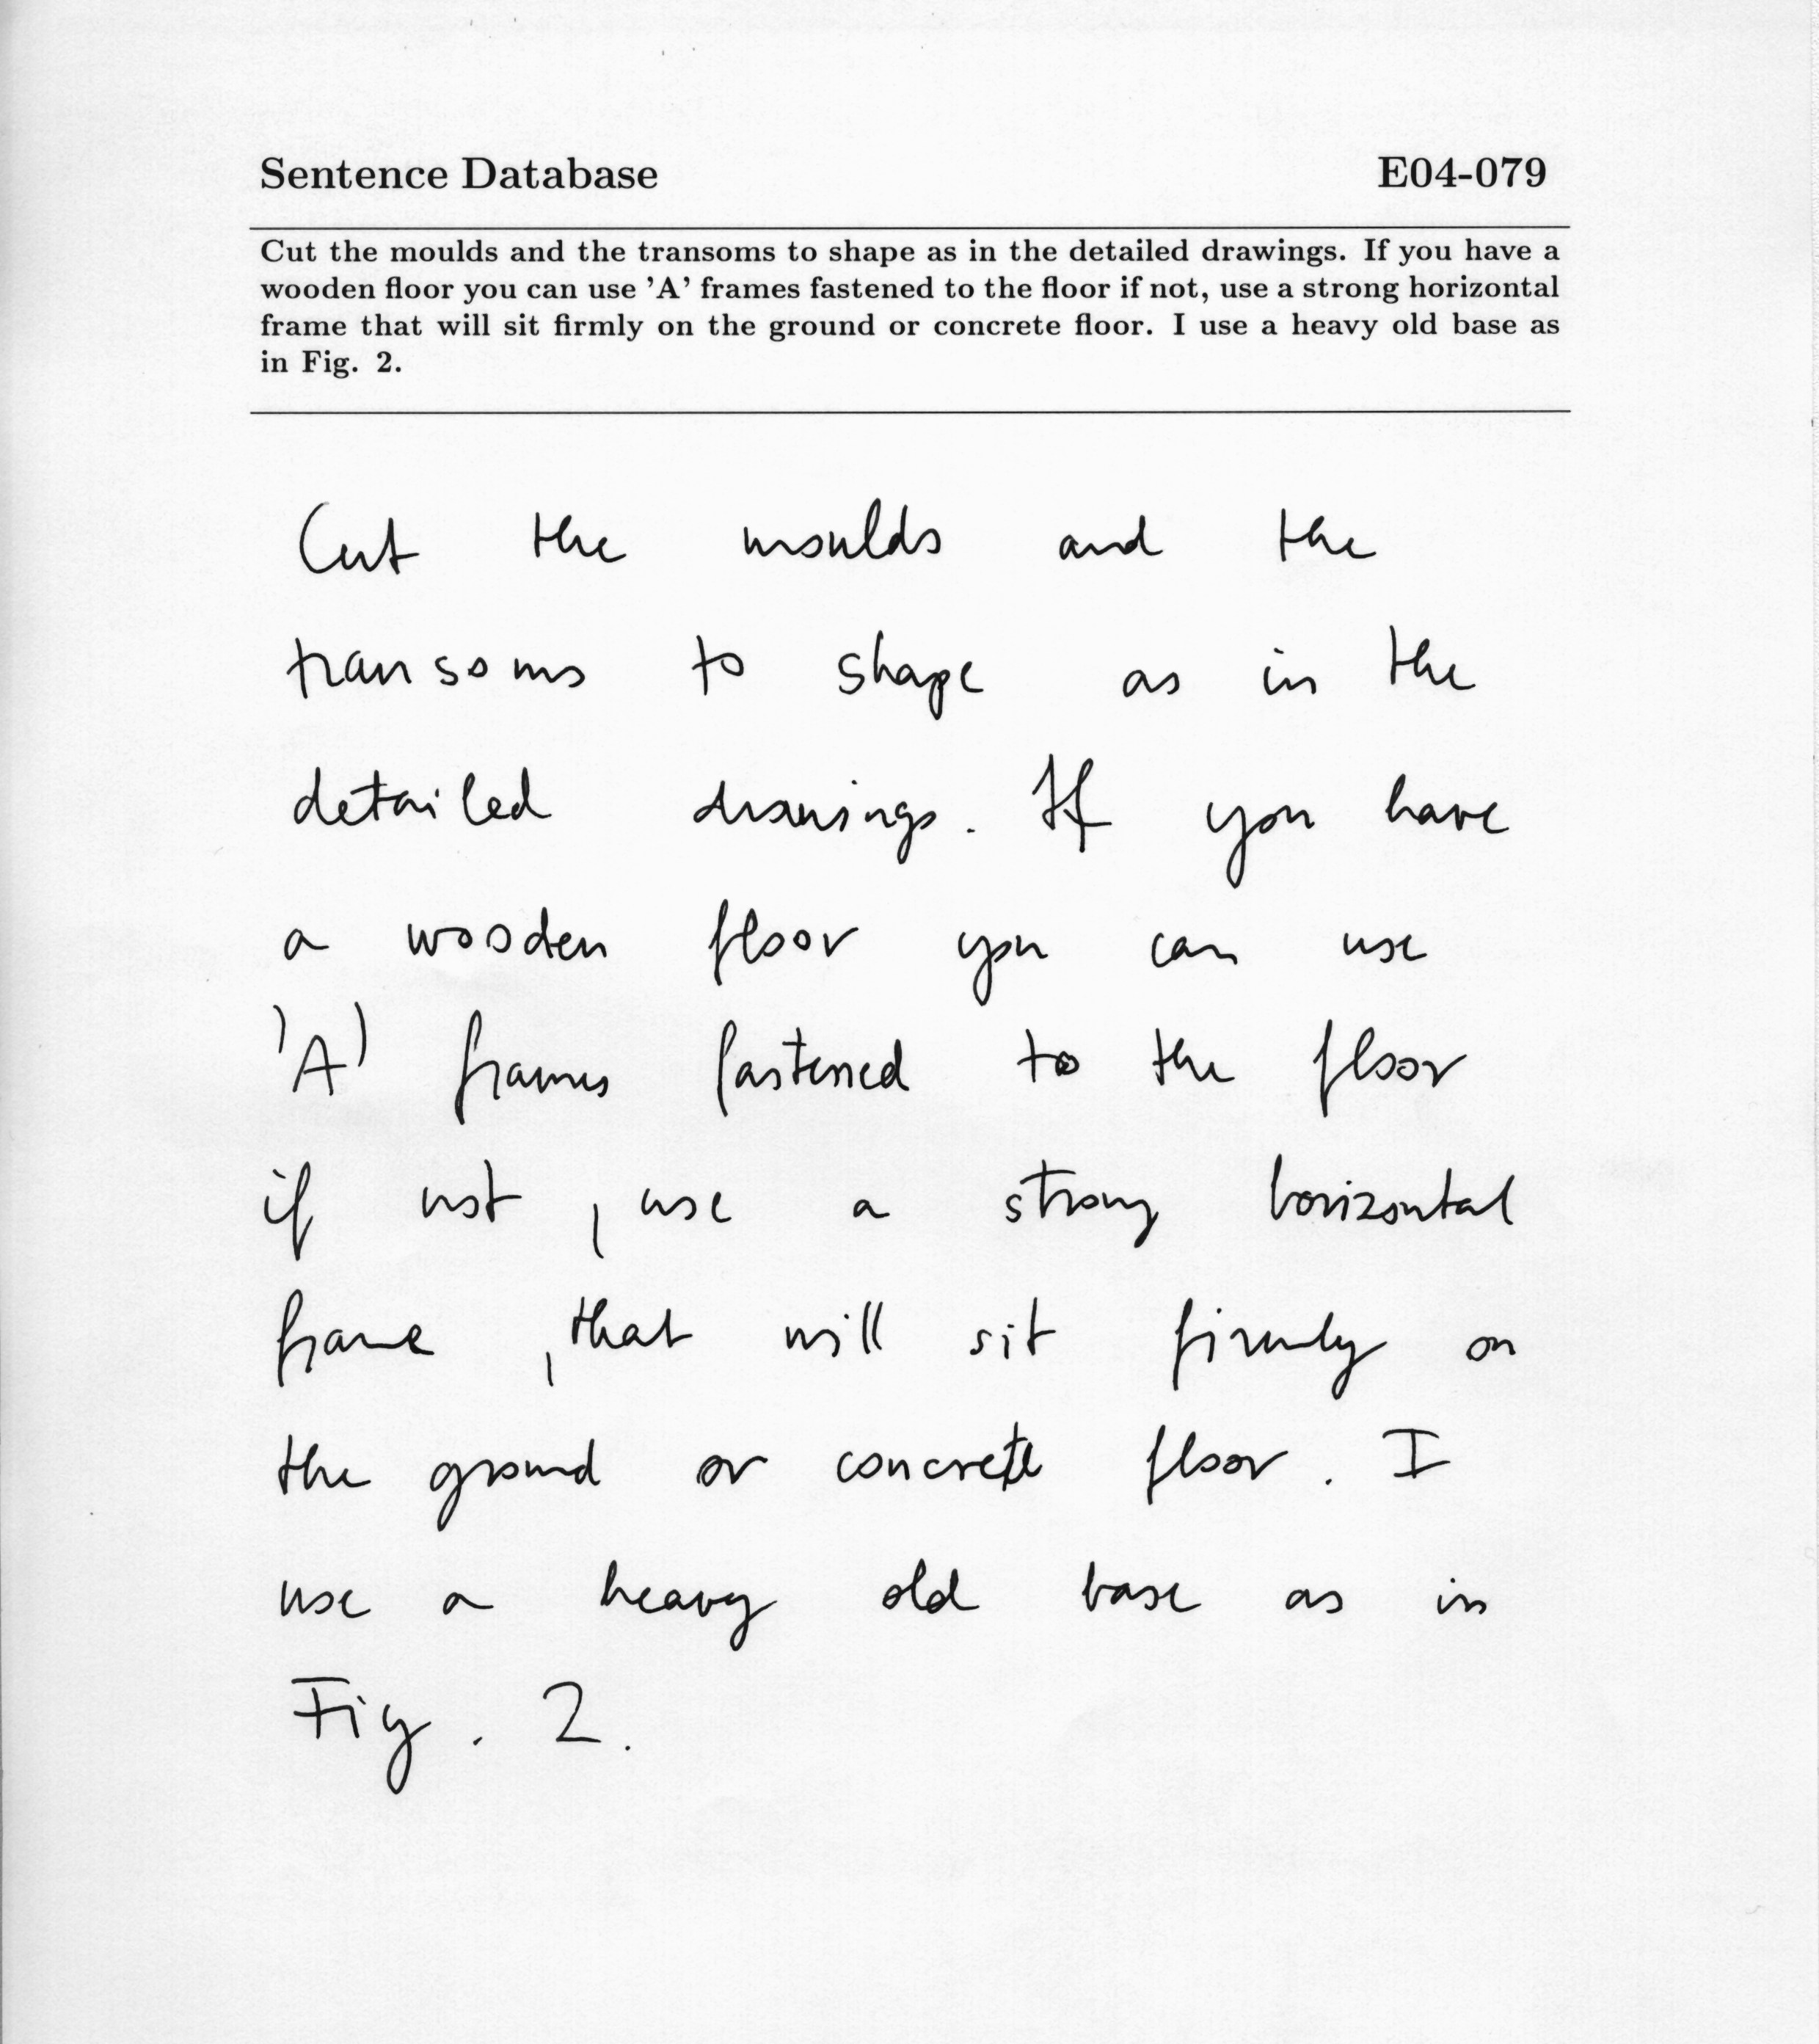 Sentence Database E04-079
Cut the moulds and the transoms to shape as in the detailed drawings. If you have a
wooden floor you can use 'A' frames fastened to the floor if not, use a strong horizontal
frame that will sit firmly on the ground or concrete floor. I use a heavy old base as
in Fig. 2.
Cut the moulds and the
transoms to shape as in the
detailed drawings. If you have
a wooden floor you can use
'A' frames fastened to the floor
if not, use a strong horizontal
frame, that will sit firmly on
the ground or concrete floor. I
use a heavy old base as in
Fig. 2.